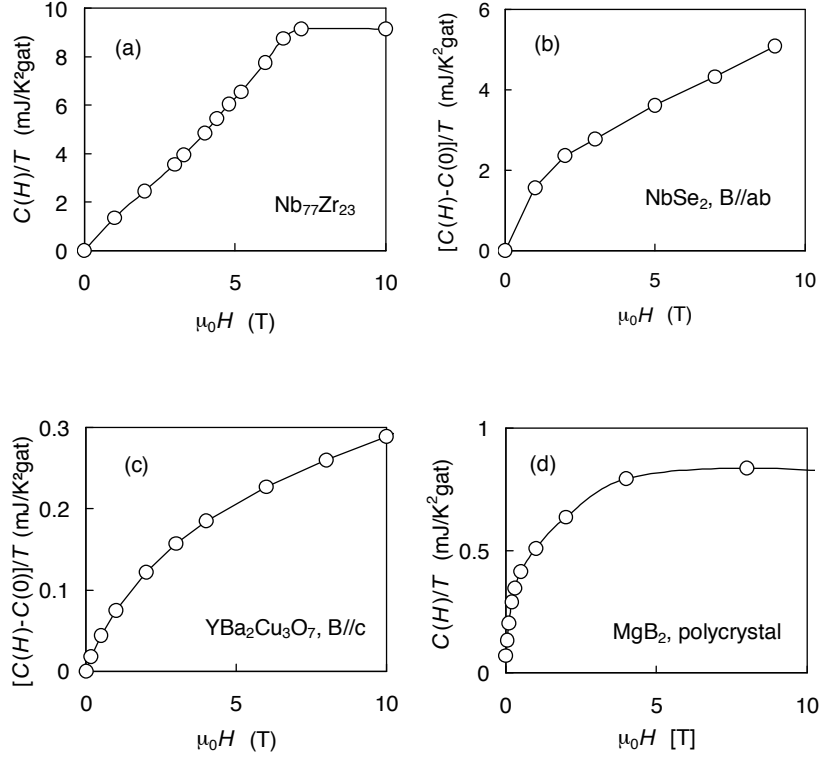 (a)
C(H)/T (mJ/K²gat)
10
8
6
4
2
0
Nb₇₇Zr₂₃
0 5 10
μ₀H (T)
(b)
[C(H)-C(0)]/T (mJ/K²gat)
6
4
2
0
NbSe₂, B//ab
0 5 10
μ₀H (T)
(c)
[C(H)-C(0)]/T (mJ/K²gat)
0.3
0.2
0.1
0
YBa₂Cu₃O₇, B//c
0 5 10
μ₀H (T)
(d)
C(H)/T (mJ/K²gat)
1
0.5
0
MgB₂, polycrystal
0 5 10
μ₀H [T]